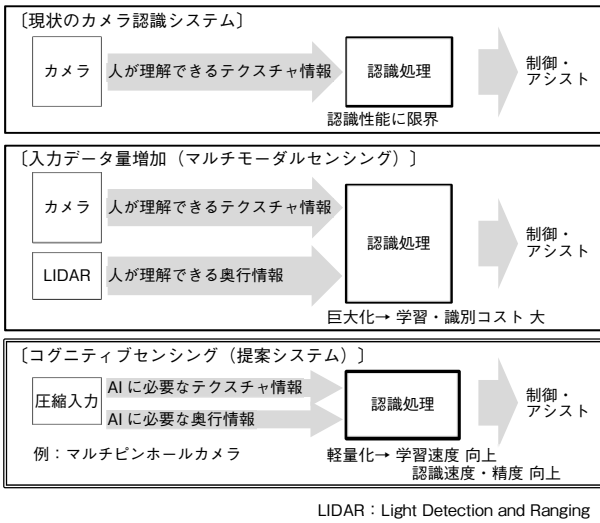 〔現状のカメラ認識システム〕
カメラ
人が理解できるテクスチャ情報
認識処理
制御・
アシスト
認識性能に限界
〔入力データ量増加（マルチモーダルセンシング）〕
カメラ
人が理解できるテクスチャ情報
LIDAR
人が理解できる奥行情報
認識処理
制御・
アシスト
巨大化→ 学習・識別コスト 大
〔コグニティブセンシング（提案システム）〕
圧縮入力
AI に必要なテクスチャ情報
AI に必要な奥行情報
認識処理
制御・
アシスト
例：マルチピンホールカメラ
軽量化→ 学習速度 向上
認識速度・精度 向上
LIDAR：Light Detection and Ranging